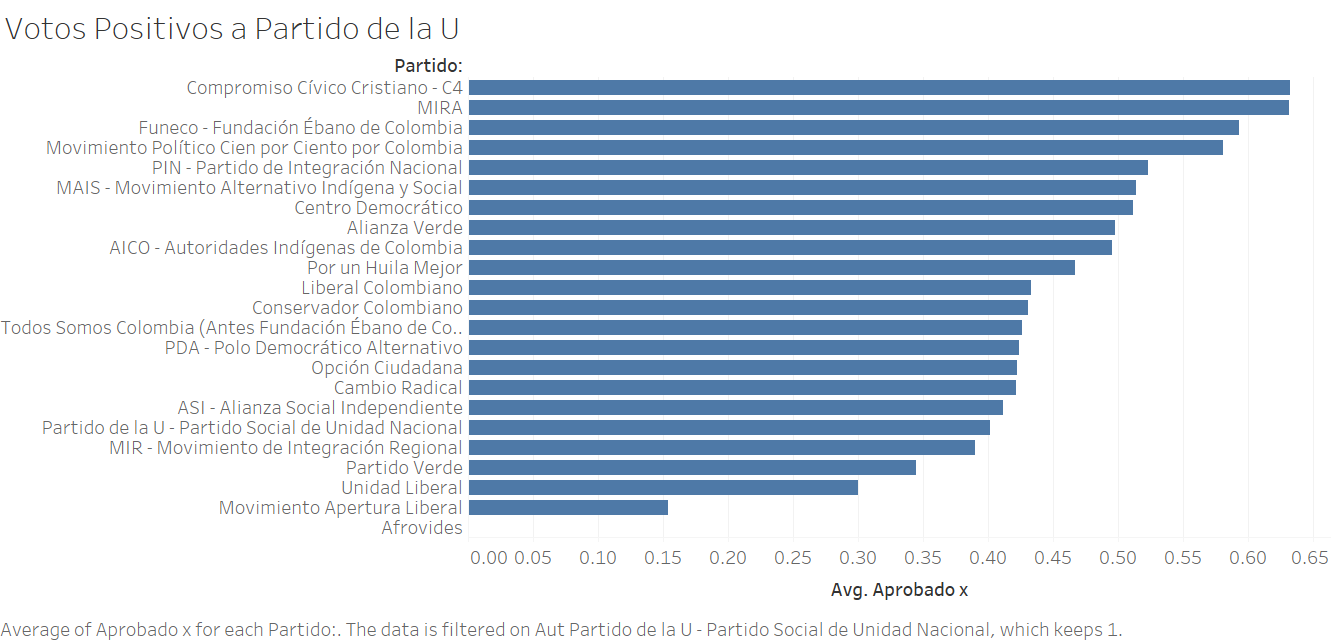 Votos Positivos a Partido de la U
Partido:
Compromiso Cívico Cristiano - C4
MIRA
Funeco - Fundación Ébano de Colombia
Movimiento Político Cien por Ciento por Colombia
PIN - Partido de Integración Nacional
MAIS - Movimiento Alternativo Indígena y Social
Centro Democrático
Alianza Verde
AICO - Autoridades Indígenas de Colombia
Por un Huila Mejor
Liberal Colombiano
Conservador Colombiano
Todos Somos Colombia (Antes Fundación Ébano de Co..
PDA - Polo Democrático Alternativo
Opción Ciudadana
Cambio Radical
ASI - Alianza Social Independiente
Partido de la U - Partido Social de Unidad Nacional
MIR - Movimiento de Integración Regional
Partido Verde
Unidad Liberal
Movimiento Apertura Liberal
Afrovides
0.00 0.05 0.10 0.15 0.20 0.25 0.30 0.35 0.40 0.45 0.50 0.55 0.60 0.65
Avg. Aprobado x
Average of Aprobado x for each Partido:. The data is filtered on Aut Partido de la U - Partido Social de Unidad Nacional, which keeps 1.